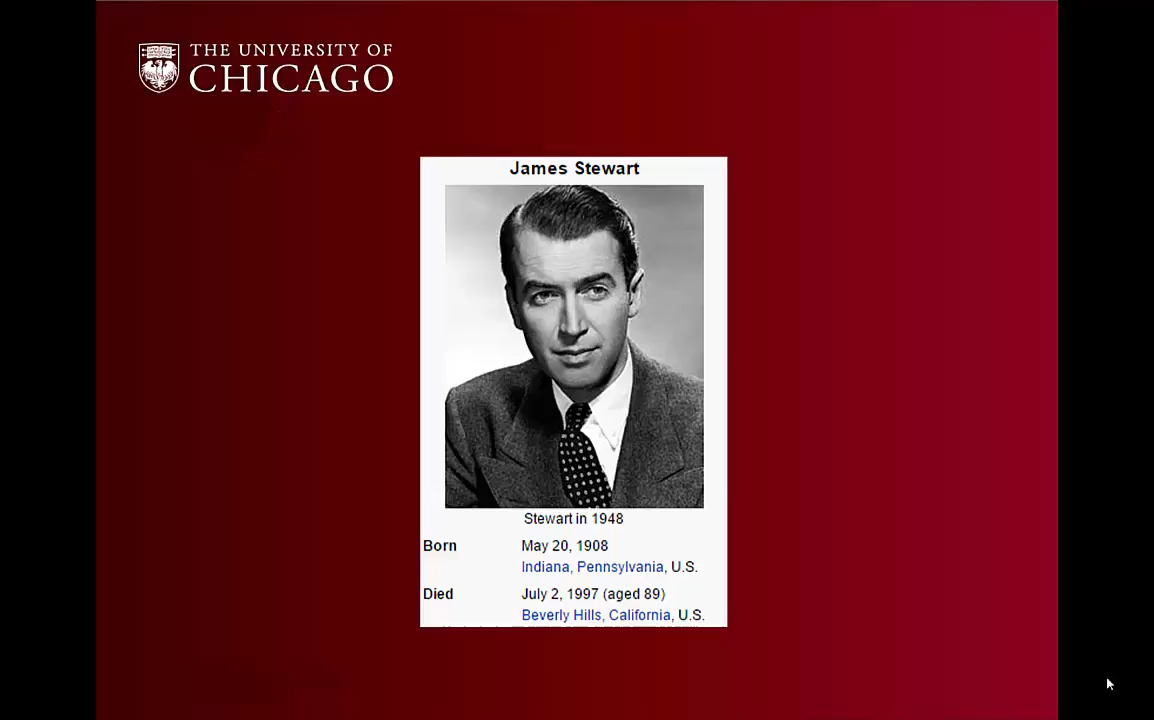 THE UNIVERSITY OF
CHICAGO
James Stewart
Stewart in 1948
Born May 20, 1908
Indiana, Pennsylvania, U.S.
Died July 2, 1997 (aged 89)
Beverly Hills, California, U.S.